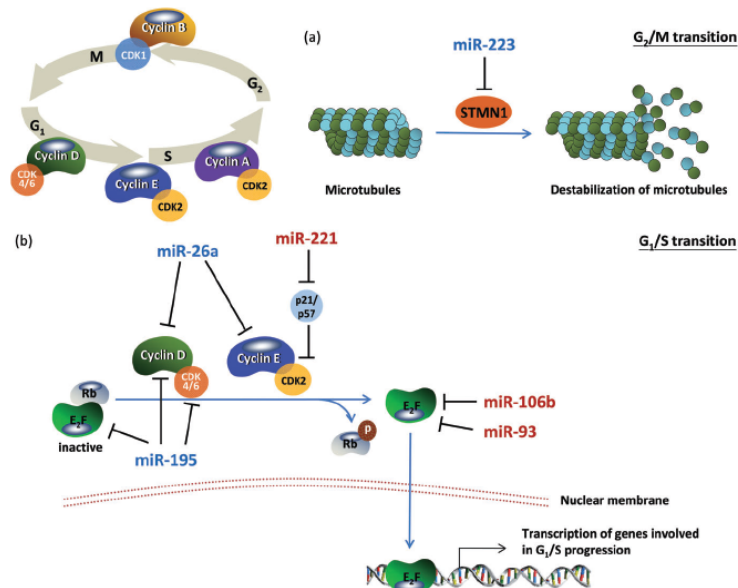 Cyclin B
CDK1
M
G2
G1
S
Cyclin D
CDK
4/6
Cyclin E
CDK2
Cyclin A
CDK2
(a)
G2/M transition
miR-223
STMN1
Microtubules
Destabilization of microtubules
(b)
G1/S transition
miR-26a
miR-221
p21/
p57
Cyclin D
CDK
4/6
Cyclin E
CDK2
Rb
E2F
inactive
miR-195
Rb
P
E2F
miR-106b
miR-93
Nuclear membrane
Transcription of genes involved
in G1/S progression
E2F